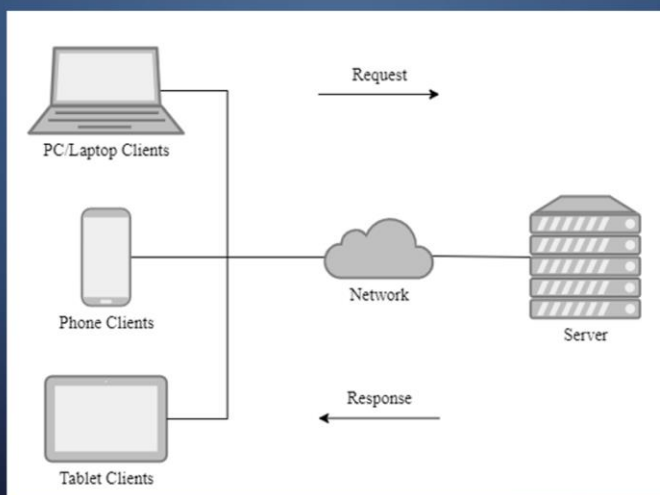 Request
PC/Laptop Clients
Network
Phone Clients
Server
Response
Tablet Clients